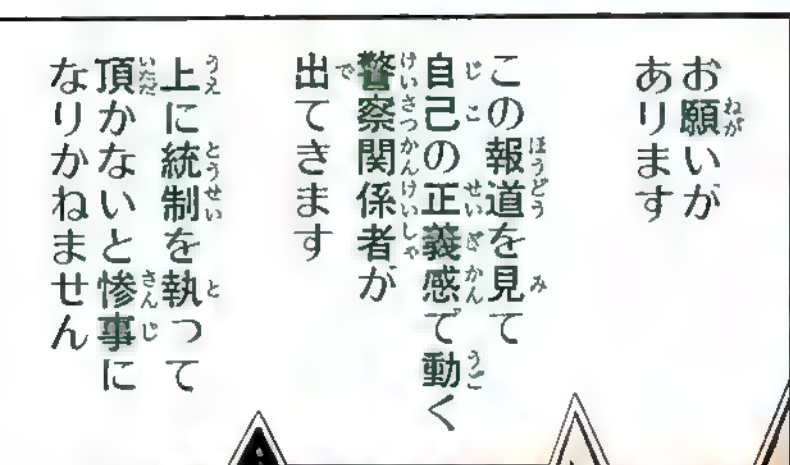 お願いが
あります
この報道を見て
自己の正義感で動く
警察関係者が
出てきます
上に統制を執って
頂かないと惨事に
なりかねません